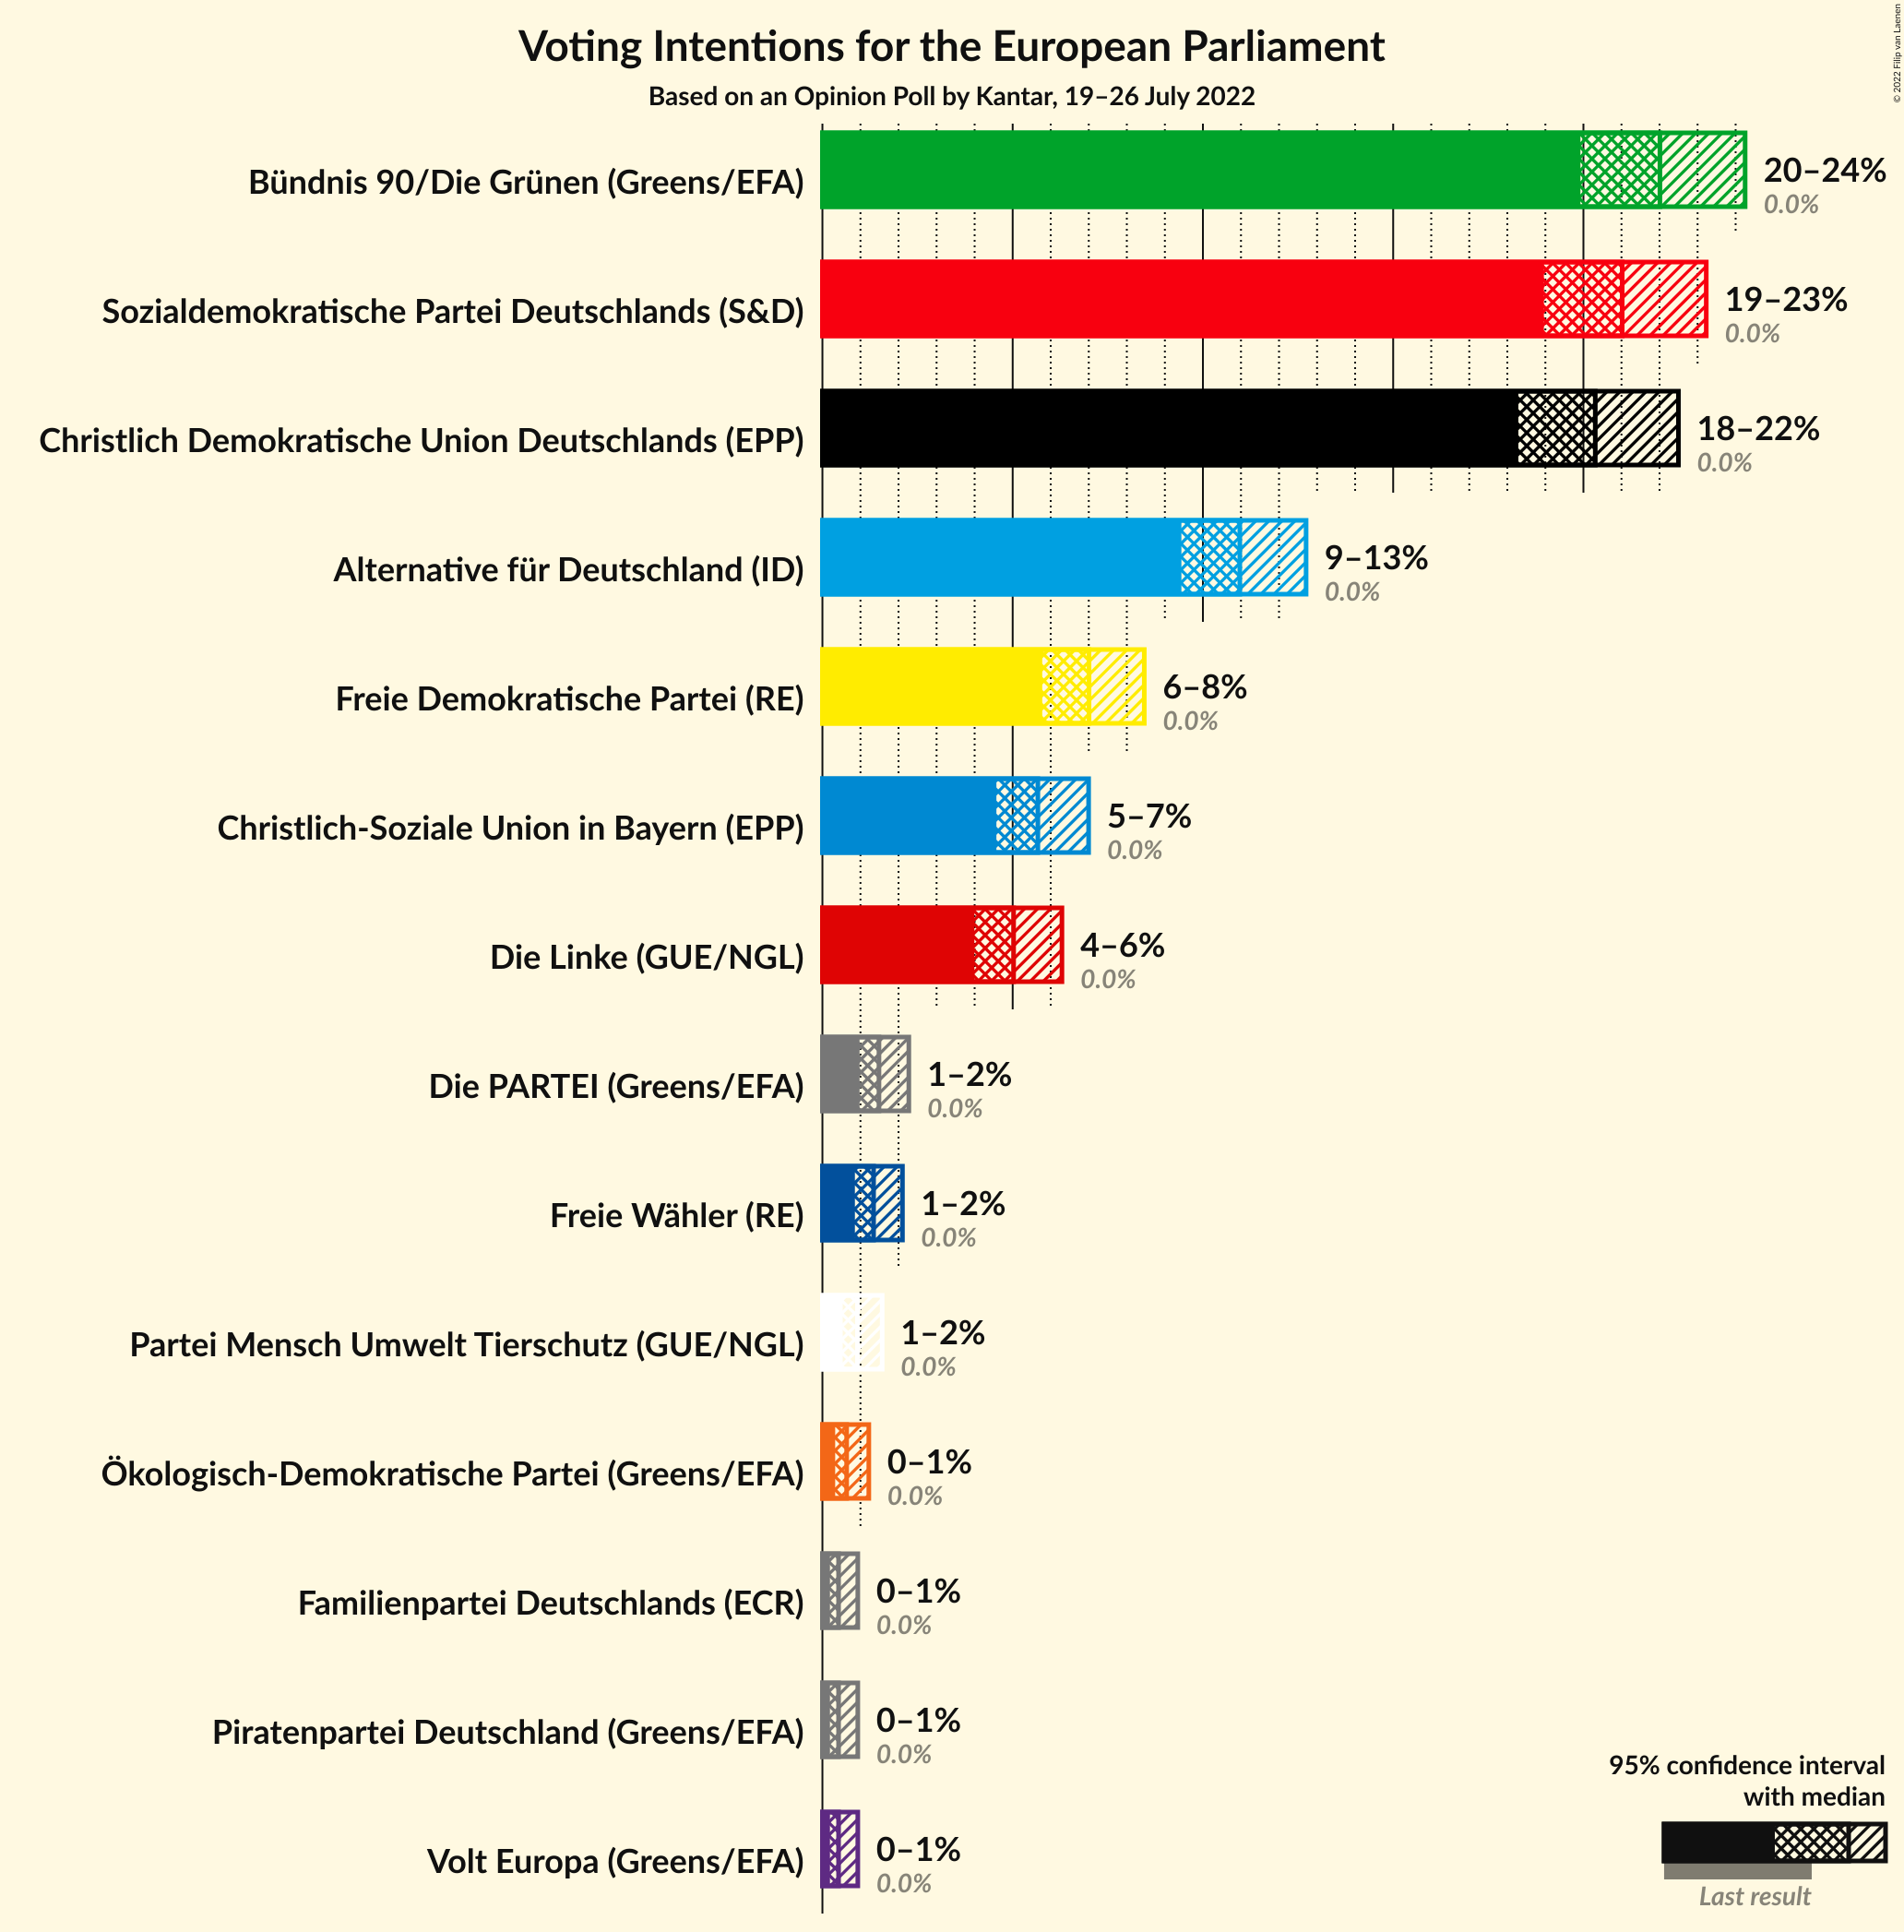 Voting Intentions for the European Parliament
Based on an Opinion Poll by Kantar, 19–26 July 2022
© 2022 Filip van Laenen
Bündnis 90/Die Grünen (Greens/EFA)
20–24%
0.0%
Sozialdemokratische Partei Deutschlands (S&D)
19–23%
0.0%
Christlich Demokratische Union Deutschlands (EPP)
18–22%
0.0%
Alternative für Deutschland (ID)
9–13%
0.0%
Freie Demokratische Partei (RE)
6–8%
0.0%
Christlich-Soziale Union in Bayern (EPP)
5–7%
0.0%
Die Linke (GUE/NGL)
4–6%
0.0%
Die PARTEI (Greens/EFA)
1–2%
0.0%
Freie Wähler (RE)
1–2%
0.0%
Partei Mensch Umwelt Tierschutz (GUE/NGL)
1–2%
0.0%
Ökologisch-Demokratische Partei (Greens/EFA)
0–1%
0.0%
Familienpartei Deutschlands (ECR)
0–1%
0.0%
Piratenpartei Deutschland (Greens/EFA)
0–1%
0.0%
Volt Europa (Greens/EFA)
0–1%
0.0%
95% confidence interval
with median
Last result